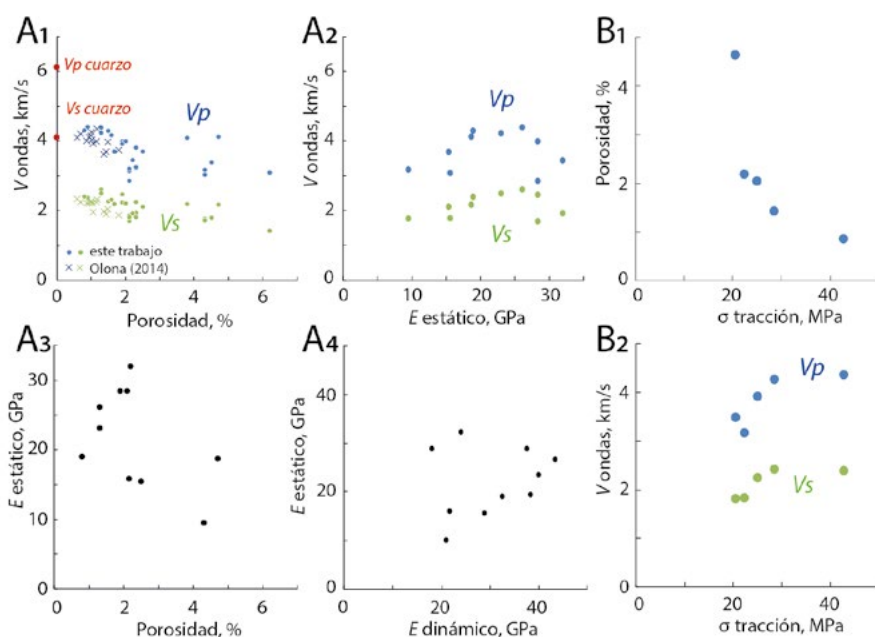 A1
V ondas, km/s
6
4
2
0
Vp cuarzo
Vs cuarzo
Vp
Vs
este trabajo
Olona (2014)
0 2 4 6
Porosidad, %
A2
V ondas, km/s
6
4
2
0
Vp
Vs
0 10 20 30
E estático, GPa
B1
Porosidad, %
4
2
0
0 20 40
σ tracción, MPa
A3
E estático, GPa
30
20
10
0
0 2 4 6
Porosidad, %
A4
E estático, GPa
40
20
0
0 20 40
E dinámico, GPa
B2
V ondas, km/s
4
2
0
Vp
Vs
0 20 40
σ tracción, MPa